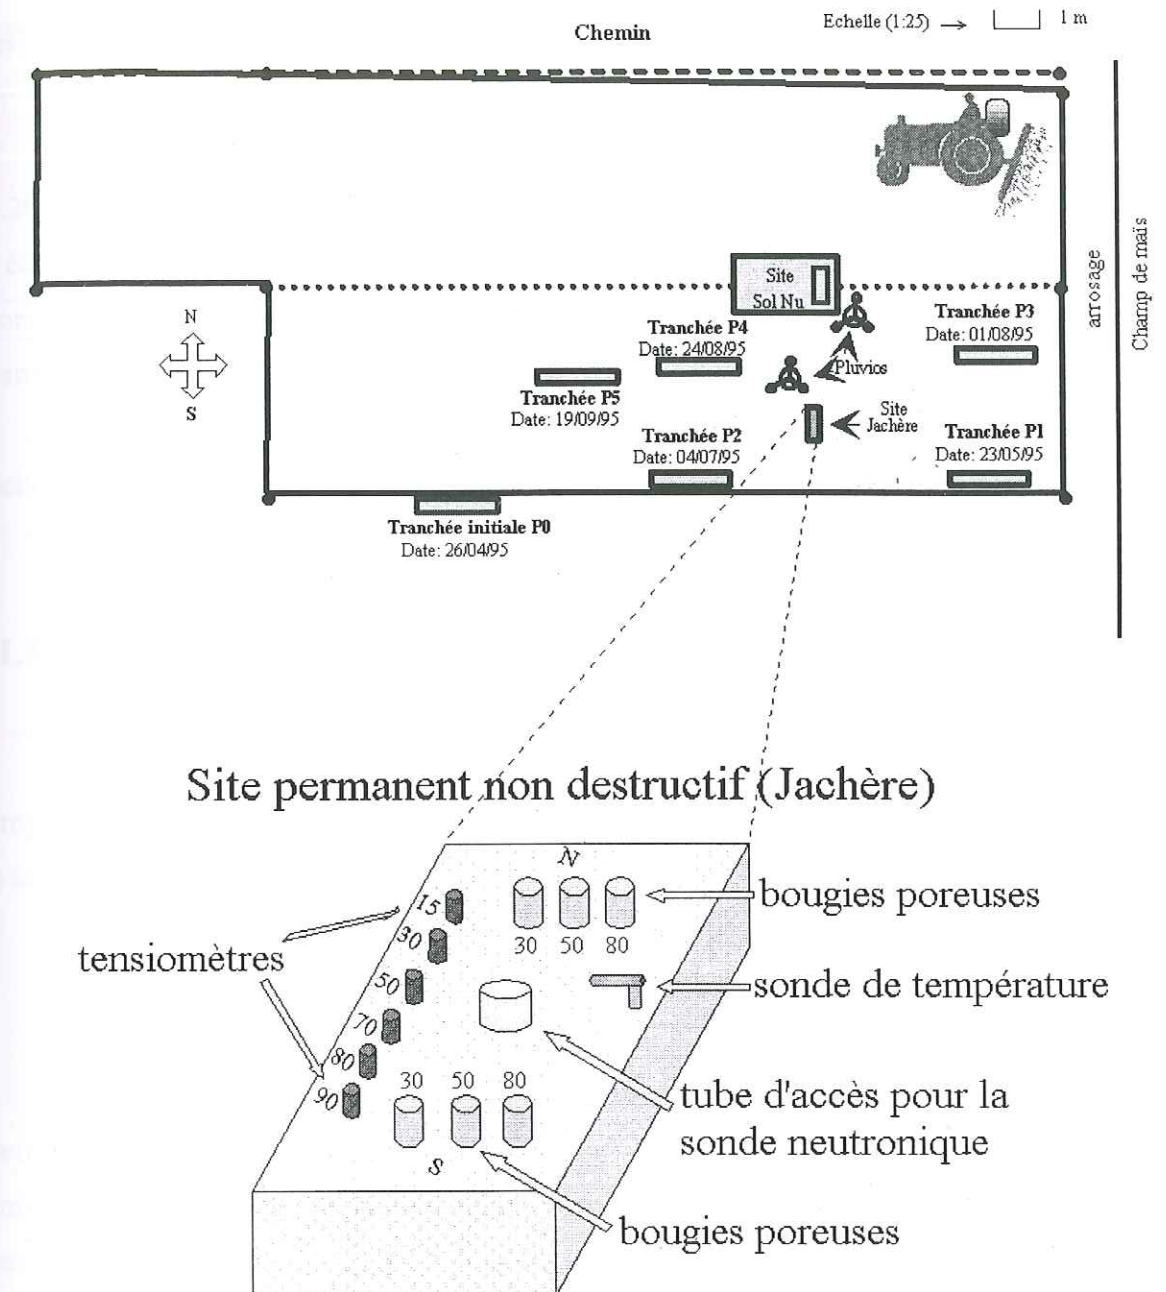 Echelle (1:25) 1 m
Chemin
Site
Sol Nu
arrosage
Champ de maïs
N
S
Tranchée P3
Date: 01/08/95
Tranchée P4
Date: 24/08/95
Pluvios
Tranchée P5
Date: 19/09/95
Site
Jachère
Tranchée P2
Date: 04/07/95
Tranchée P1
Date: 23/05/95
Tranchée initiale P0
Date: 26/04/95
Site permanent non destructif (Jachère)
N
bougies poreuses
15
30
50
70
80
90
30 50 80
tensiomètres
sonde de température
30 50 80
tube d'accès pour la
sonde neutronique
S
bougies poreuses